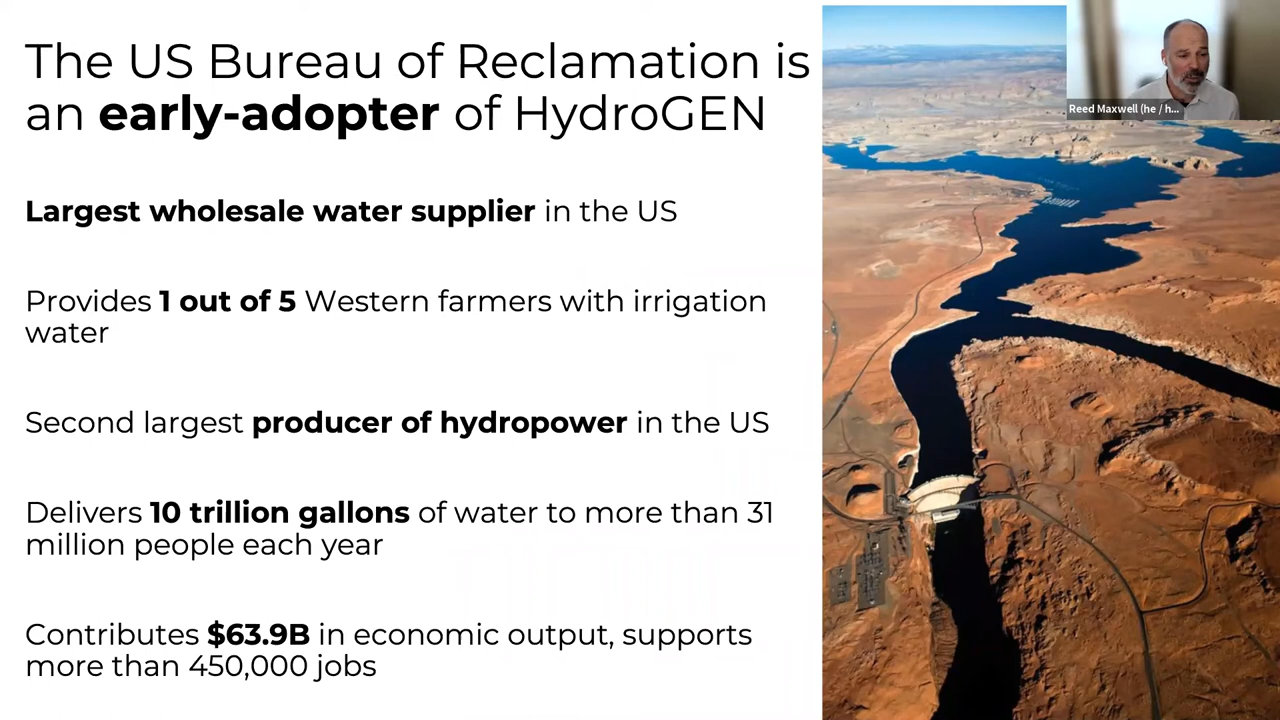 The US Bureau of Reclamation is
an early-adopter of HydroGEN
Largest wholesale water supplier in the US
Provides 1 out of 5 Western farmers with irrigation
water
Second largest producer of hydropower in the US
Delivers 10 trillion gallons of water to more than 31
million people each year
Contributes $63.9B in economic output, supports
more than 450,000 jobs
Reed Maxwell (he / h...